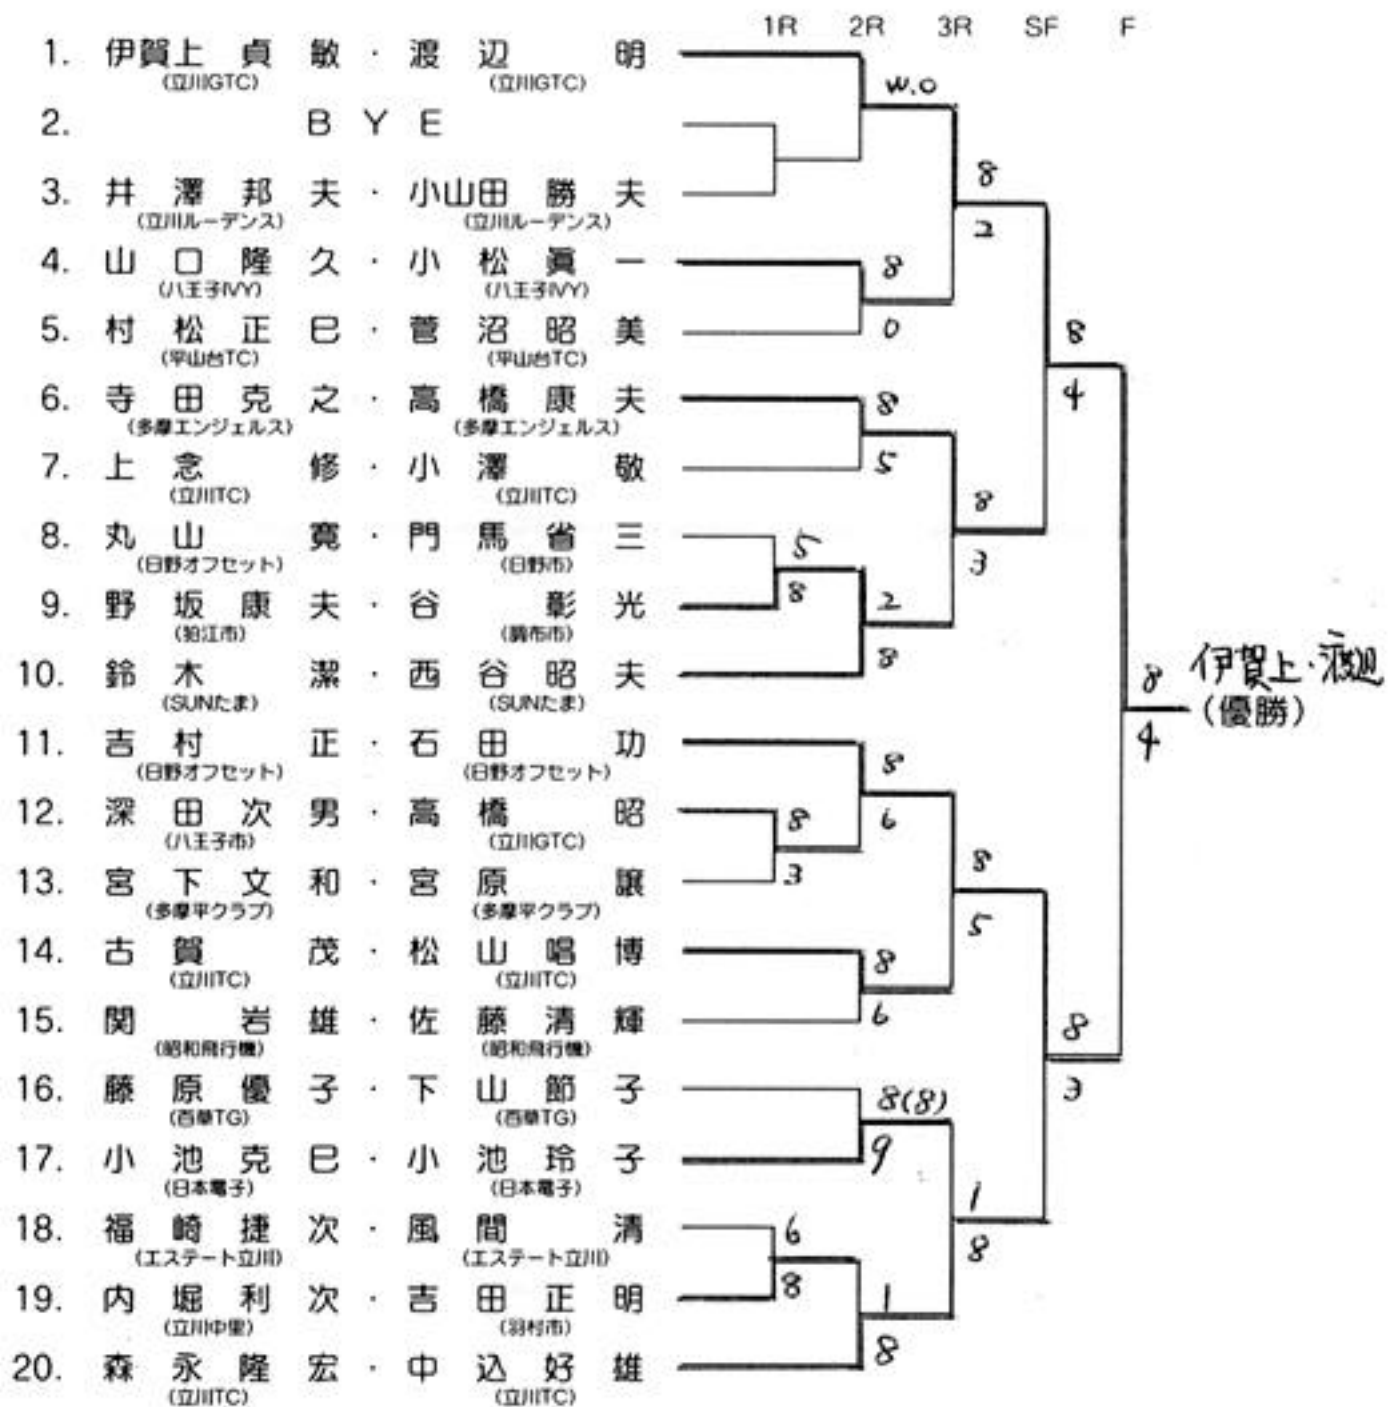 1R 2R 3R SF F
1. 伊賀上 貞 敏 ・ 渡 辺 明
(立川GTC) (立川GTC)
w.o
2. B Y E
8
3. 井 澤 邦 夫 ・ 小山田 勝 夫
(立川ルーデンス) (立川ルーデンス)
2
4. 山 口 隆 久 ・ 小 松 眞 一
8
(八王子IVY) (八王子IVY)
5. 村 松 正 巳 ・ 菅 沼 昭 美
0 8
(平山台TC) (平山台TC)
6. 寺 田 克 之 ・ 高 橋 康 夫
8 4
(多摩エンジェルス) (多摩エンジェルス)
7. 上 念 修 ・ 小 澤 敬
5
(立川TC) (立川TC)
8
8. 丸 山 寛 ・ 門 馬 省 三
5
(日野オフセット) (日野市)
3
9. 野 坂 康 夫 ・ 谷 彰 光
8 2
(狛江市) (調布市)
10. 鈴 木 潔 ・ 西 谷 昭 夫
8 8 伊賀上・渡辺
(SUNたま) (SUNたま)
(優勝)
11. 吉 村 正 ・ 石 田 功
8 4
(日野オフセット) (日野オフセット)
12. 深 田 次 男 ・ 高 橋 昭
8 6
(八王子市) (立川GTC)
8
13. 宮 下 文 和 ・ 宮 原 譲
3
(多摩平クラブ) (多摩平クラブ)
5
14. 古 賀 茂 ・ 松 山 唱 博
8
(立川TC) (立川TC)
15. 関 岩 雄 ・ 佐 藤 清 輝
6 8
(昭和飛行機) (昭和飛行機)
16. 藤 原 優 子 ・ 下 山 節 子
8(8) 3
(百草TG) (百草TG)
17. 小 池 克 巳 ・ 小 池 玲 子
9
(日本電子) (日本電子)
1
18. 福 崎 捷 次 ・ 風 間 清
6
(エステート立川) (エステート立川)
8
19. 内 堀 利 次 ・ 吉 田 正 明
8 1
(立川中里) (羽村市)
20. 森 永 隆 宏 ・ 中 込 好 雄
8
(立川TC) (立川TC)